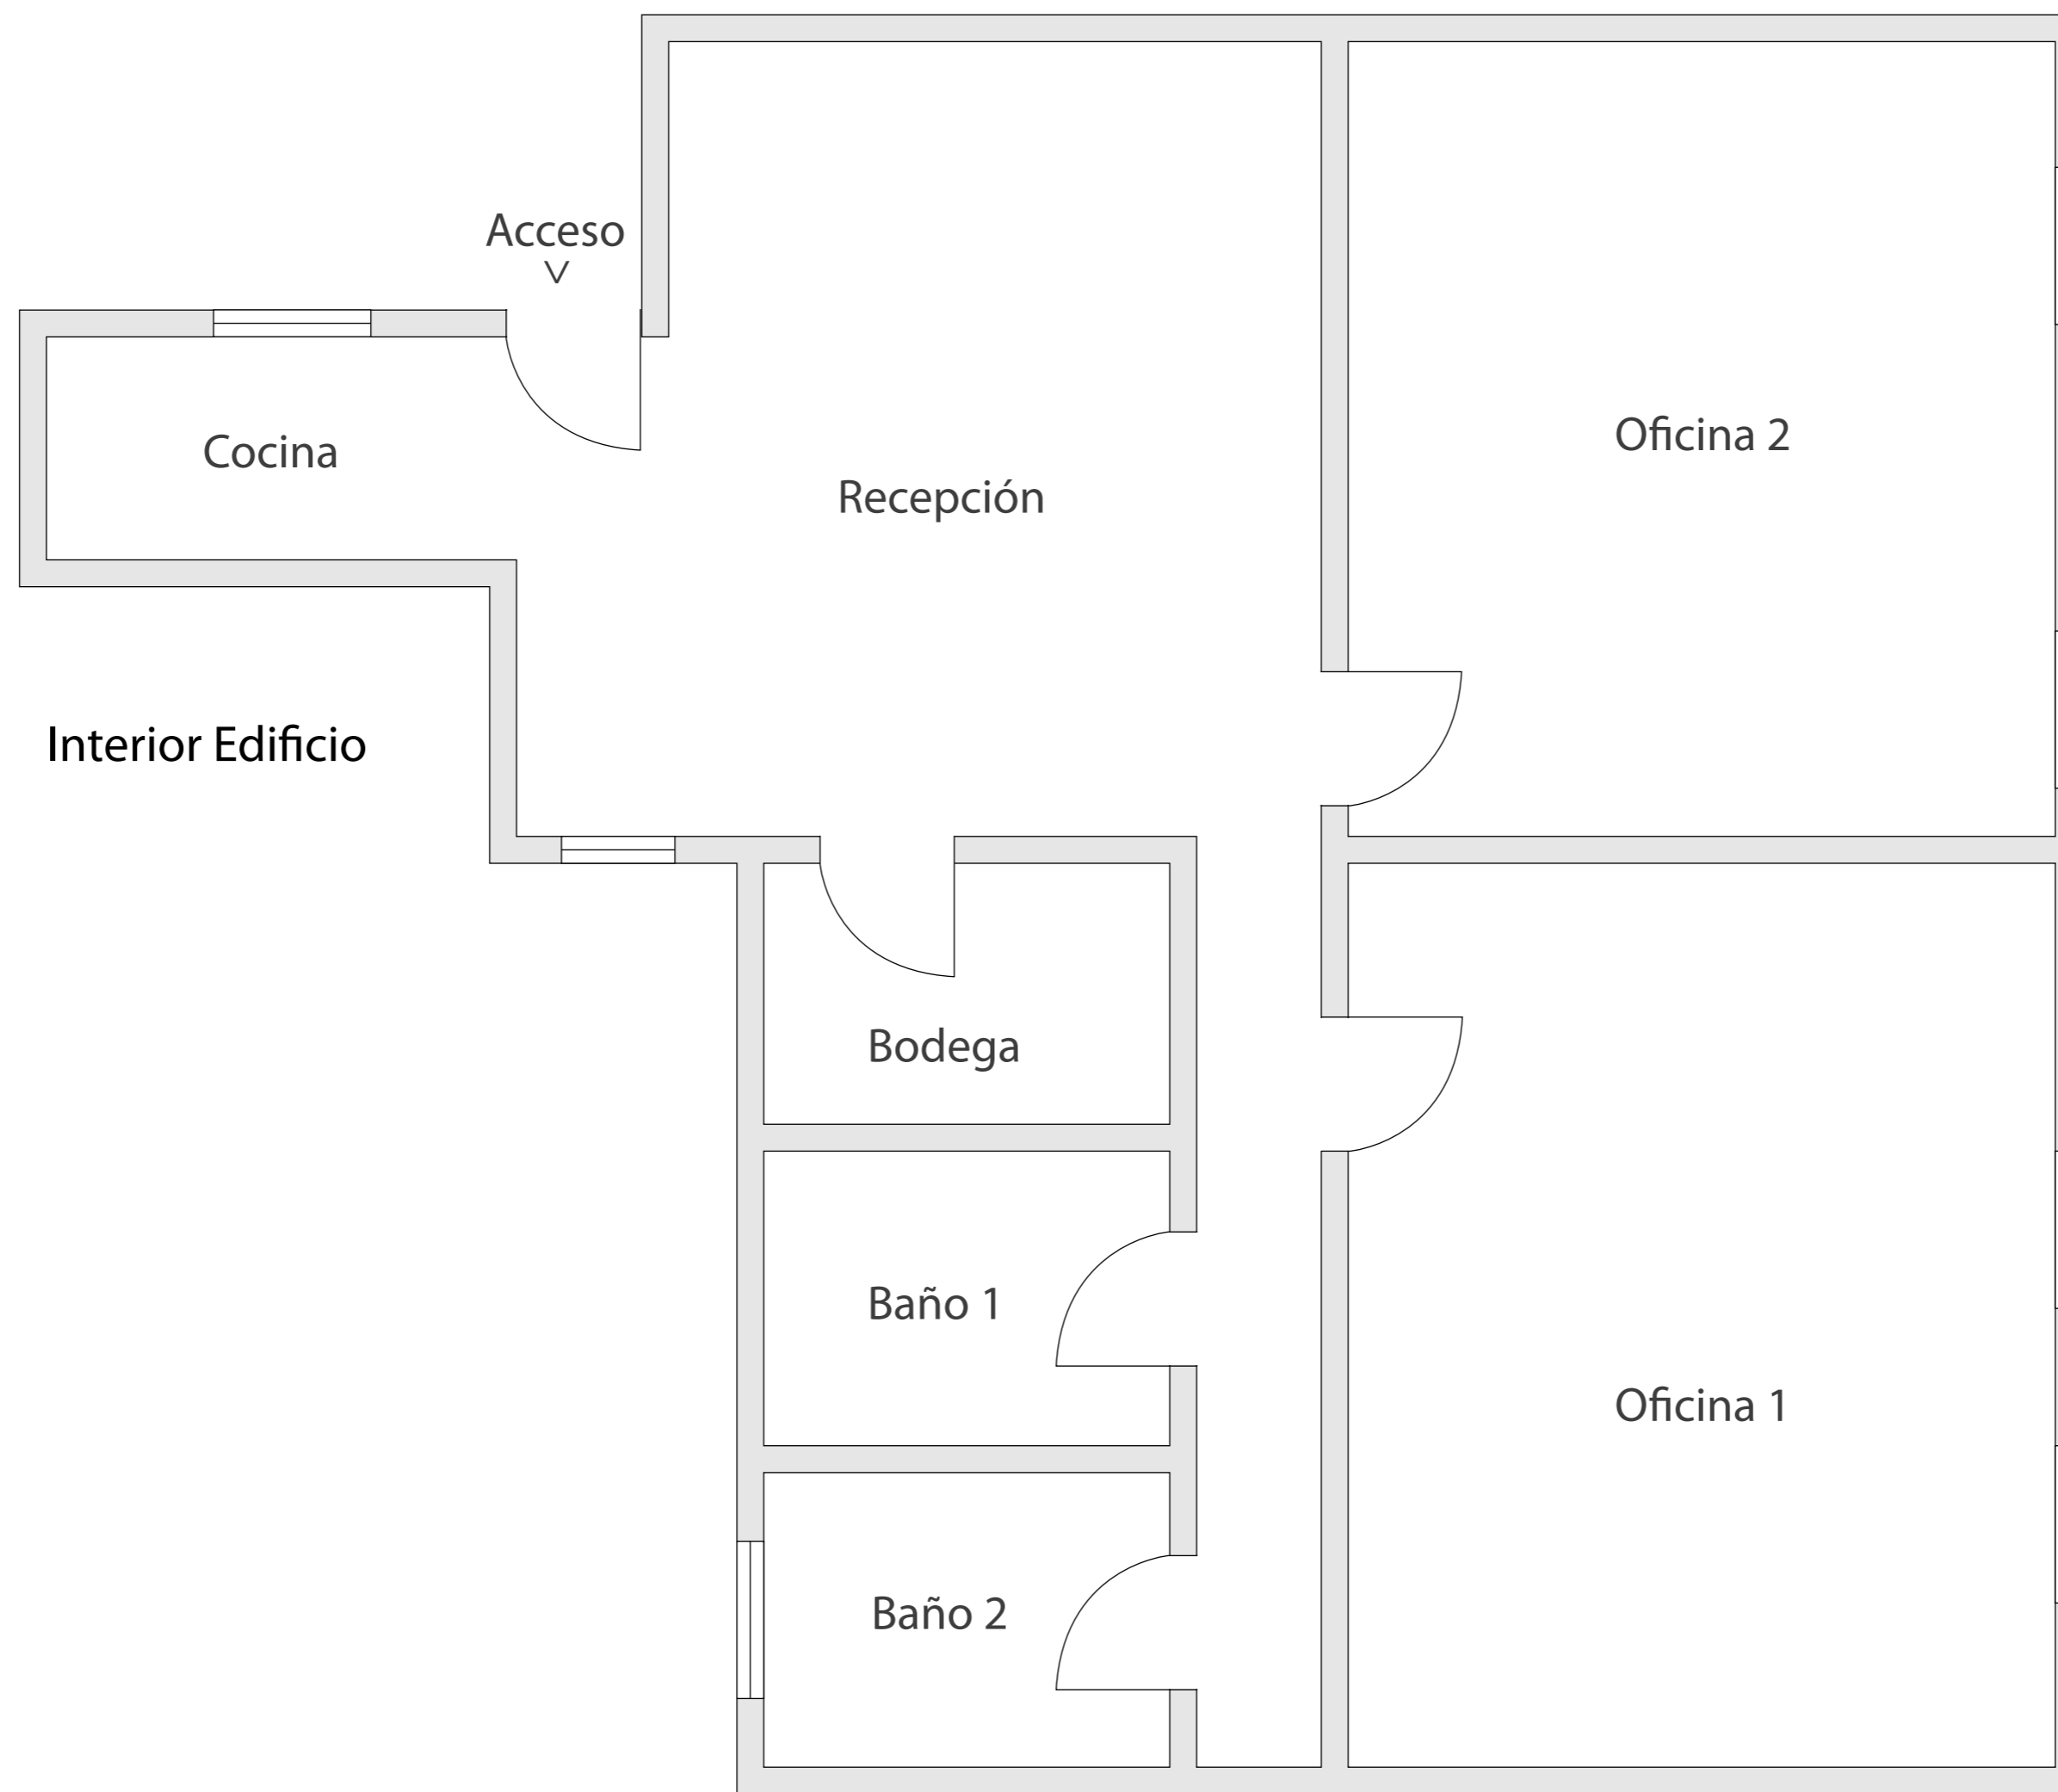 Acceso
Cocina
Recepción
Oficina 2
Interior Edificio
Bodega
Baño 1
Oficina 1
Baño 2